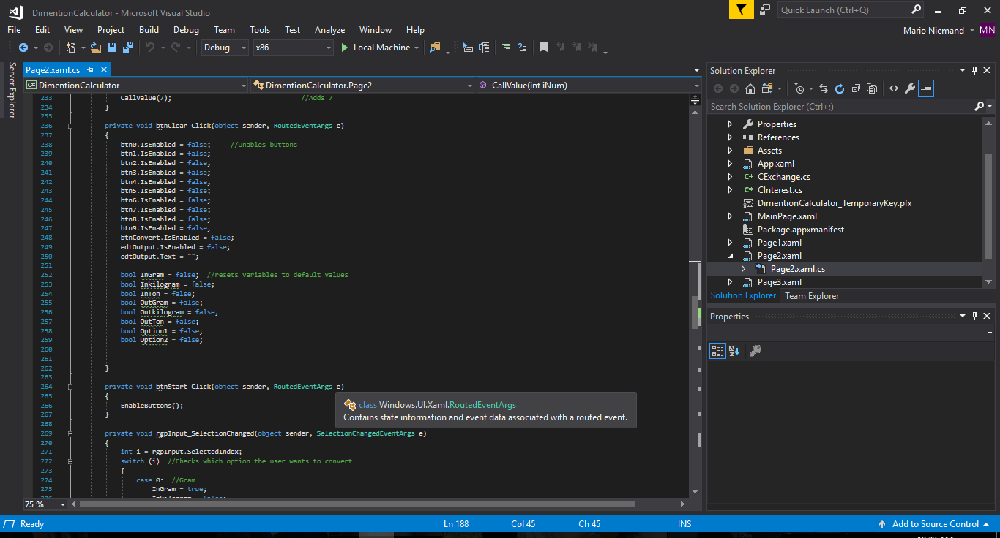 DimentionCalculator - Microsoft Visual Studio
Quick Launch (Ctrl+Q)
File Edit View Project Build Debug Team Tools Test Analyze Window Help
Mario Niemand MN
Debug x86 Local Machine
Server Explorer
Page2.xaml.cs
C# DimentionCalculator DimentionCalculator.Page2 CallValue(int iNum)
233 CallValue(7); //Adds 7
234 }
235
236 private void btnClear_Click(object sender, RoutedEventArgs e)
237 {
238 btn0.IsEnabled = false; //Unables buttons
239 btn1.IsEnabled = false;
240 btn2.IsEnabled = false;
241 btn3.IsEnabled = false;
242 btn4.IsEnabled = false;
243 btn5.IsEnabled = false;
244 btn6.IsEnabled = false;
245 btn7.IsEnabled = false;
246 btn8.IsEnabled = false;
247 btn9.IsEnabled = false;
248 btnConvert.IsEnabled = false;
249 edtOutput.IsEnabled = false;
250 edtOutput.Text = "";
251
252 bool InGram = false; //resets variables to default values
253 bool Inkilogram = false;
254 bool InTon = false;
255 bool OutGram = false;
256 bool Outkilogram = false;
257 bool OutTon = false;
258 bool Option1 = false;
259 bool Option2 = false;
260
261
262 }
263
264 private void btnStart_Click(object sender, RoutedEventArgs e)
265 {
266 EnableButtons();
267 }
268
269 private void rgpInput_SelectionChanged(object sender, SelectionChangedEventArgs e)
270 {
271 int i = rgpInput.SelectedIndex;
272 switch (i) //Checks which option the user wants to convert
273 {
274 case 0: //Gram
275 InGram = true;
class Windows.UI.Xaml.RoutedEventArgs
Contains state information and event data associated with a routed event.
75 %
Solution Explorer
Search Solution Explorer (Ctrl+;)
Properties
References
Assets
App.xaml
C# CExchange.cs
C# CInterest.cs
DimentionCalculator_TemporaryKey.pfx
MainPage.xaml
Package.appxmanifest
Page1.xaml
Page2.xaml
Page2.xaml.cs
Page3.xaml
Solution Explorer Team Explorer
Properties
Ready Ln 188 Col 45 Ch 45 INS Add to Source Control